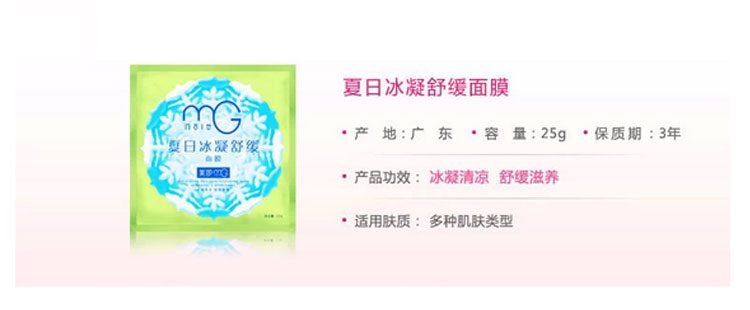 夏日冰凝舒缓面膜
• 产 地：广 东 • 容 量：25g • 保质期：3年
• 产品功效： 冰凝清凉 舒缓滋养
• 适用肤质： 多种肌肤类型
mG
夏日冰凝舒缓
面膜
美即·mG